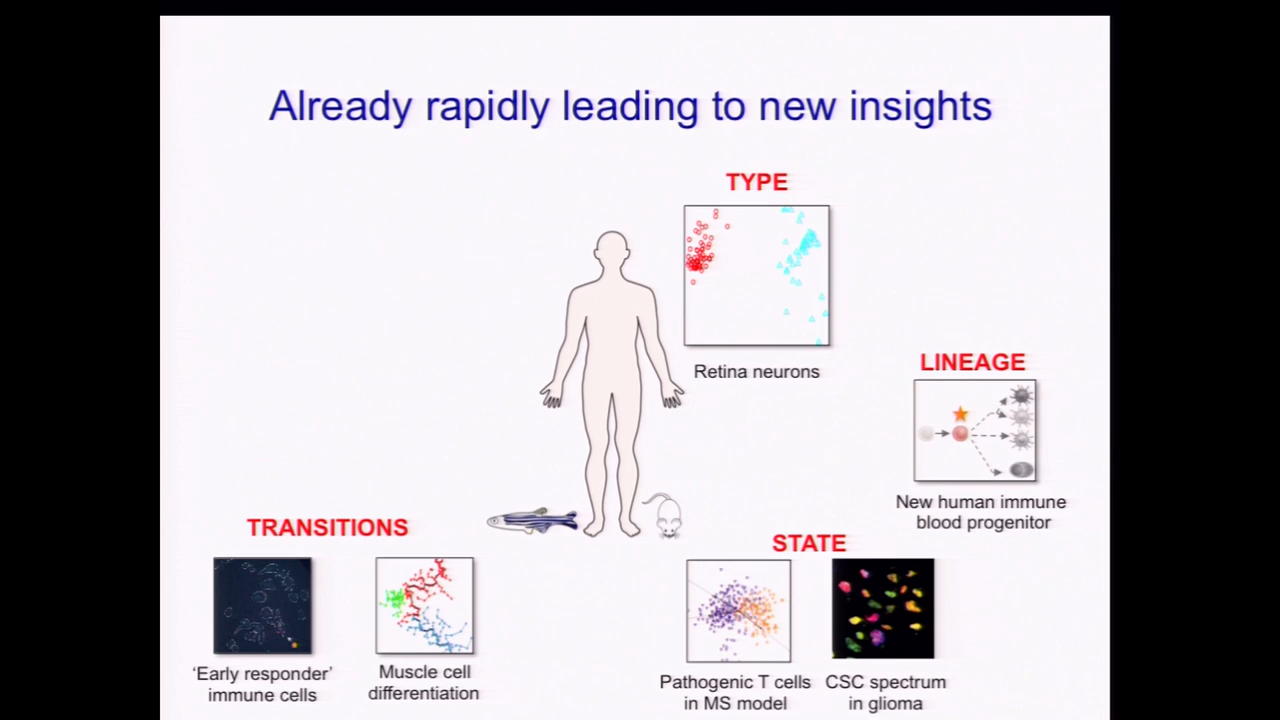 Already rapidly leading to new insights
TYPE
Retina neurons
LINEAGE
New human immune
blood progenitor
TRANSITIONS
‘Early responder’
immune cells
Muscle cell
differentiation
STATE
Pathogenic T cells
in MS model
CSC spectrum
in glioma